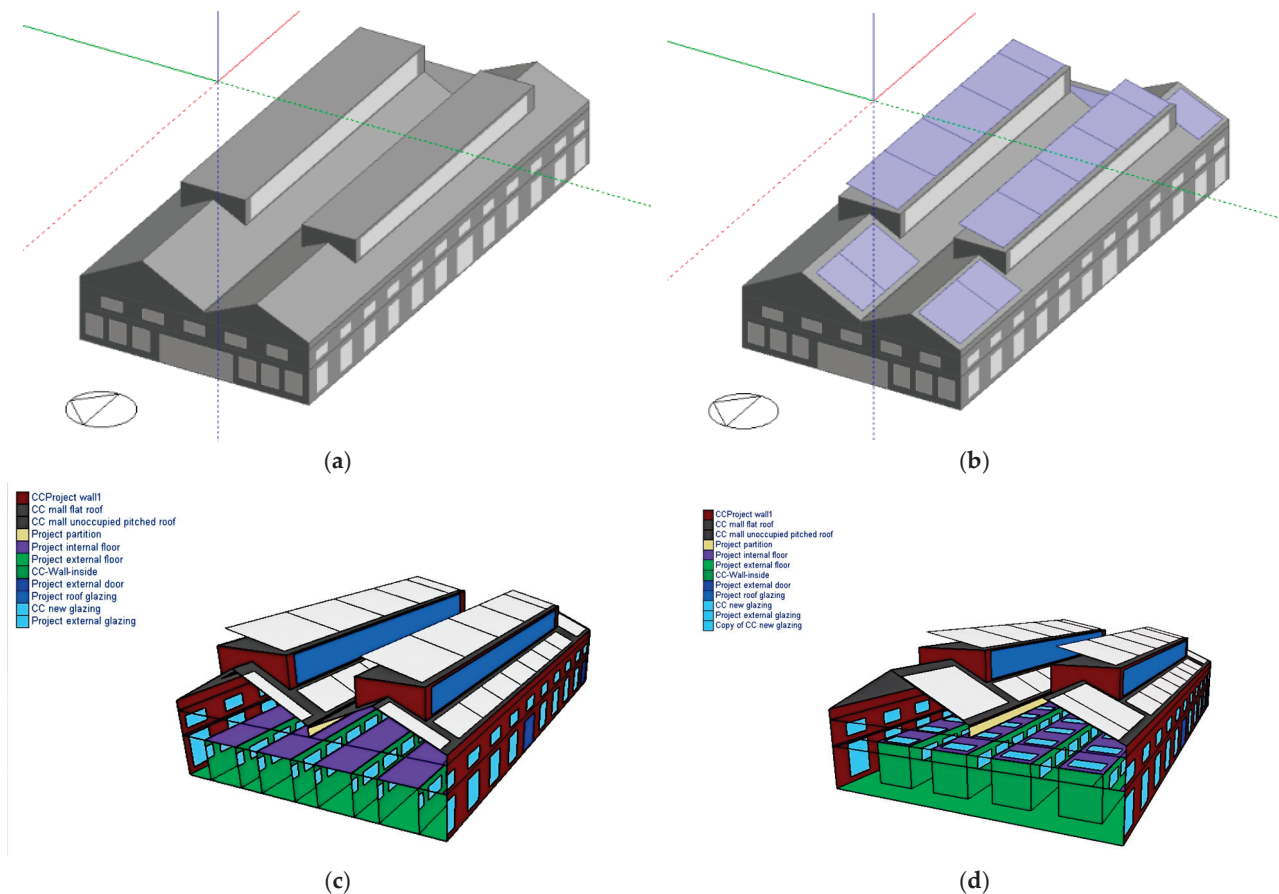 (a)
(b)
CCProject wall1
CC mall flat roof
CC mall unoccupied pitched roof
Project partition
Project internal floor
Project external floor
CC-Wall-inside
Project external door
Project roof glazing
CC new glazing
Project external glazing
CCProject wall1
CC mall flat roof
CC mall unoccupied pitched roof
Project partition
Project internal floor
Project external floor
CC-Wall-inside
Project external door
Project roof glazing
CC new glazing
Project external glazing
Copy of CC new glazing
(c)
(d)